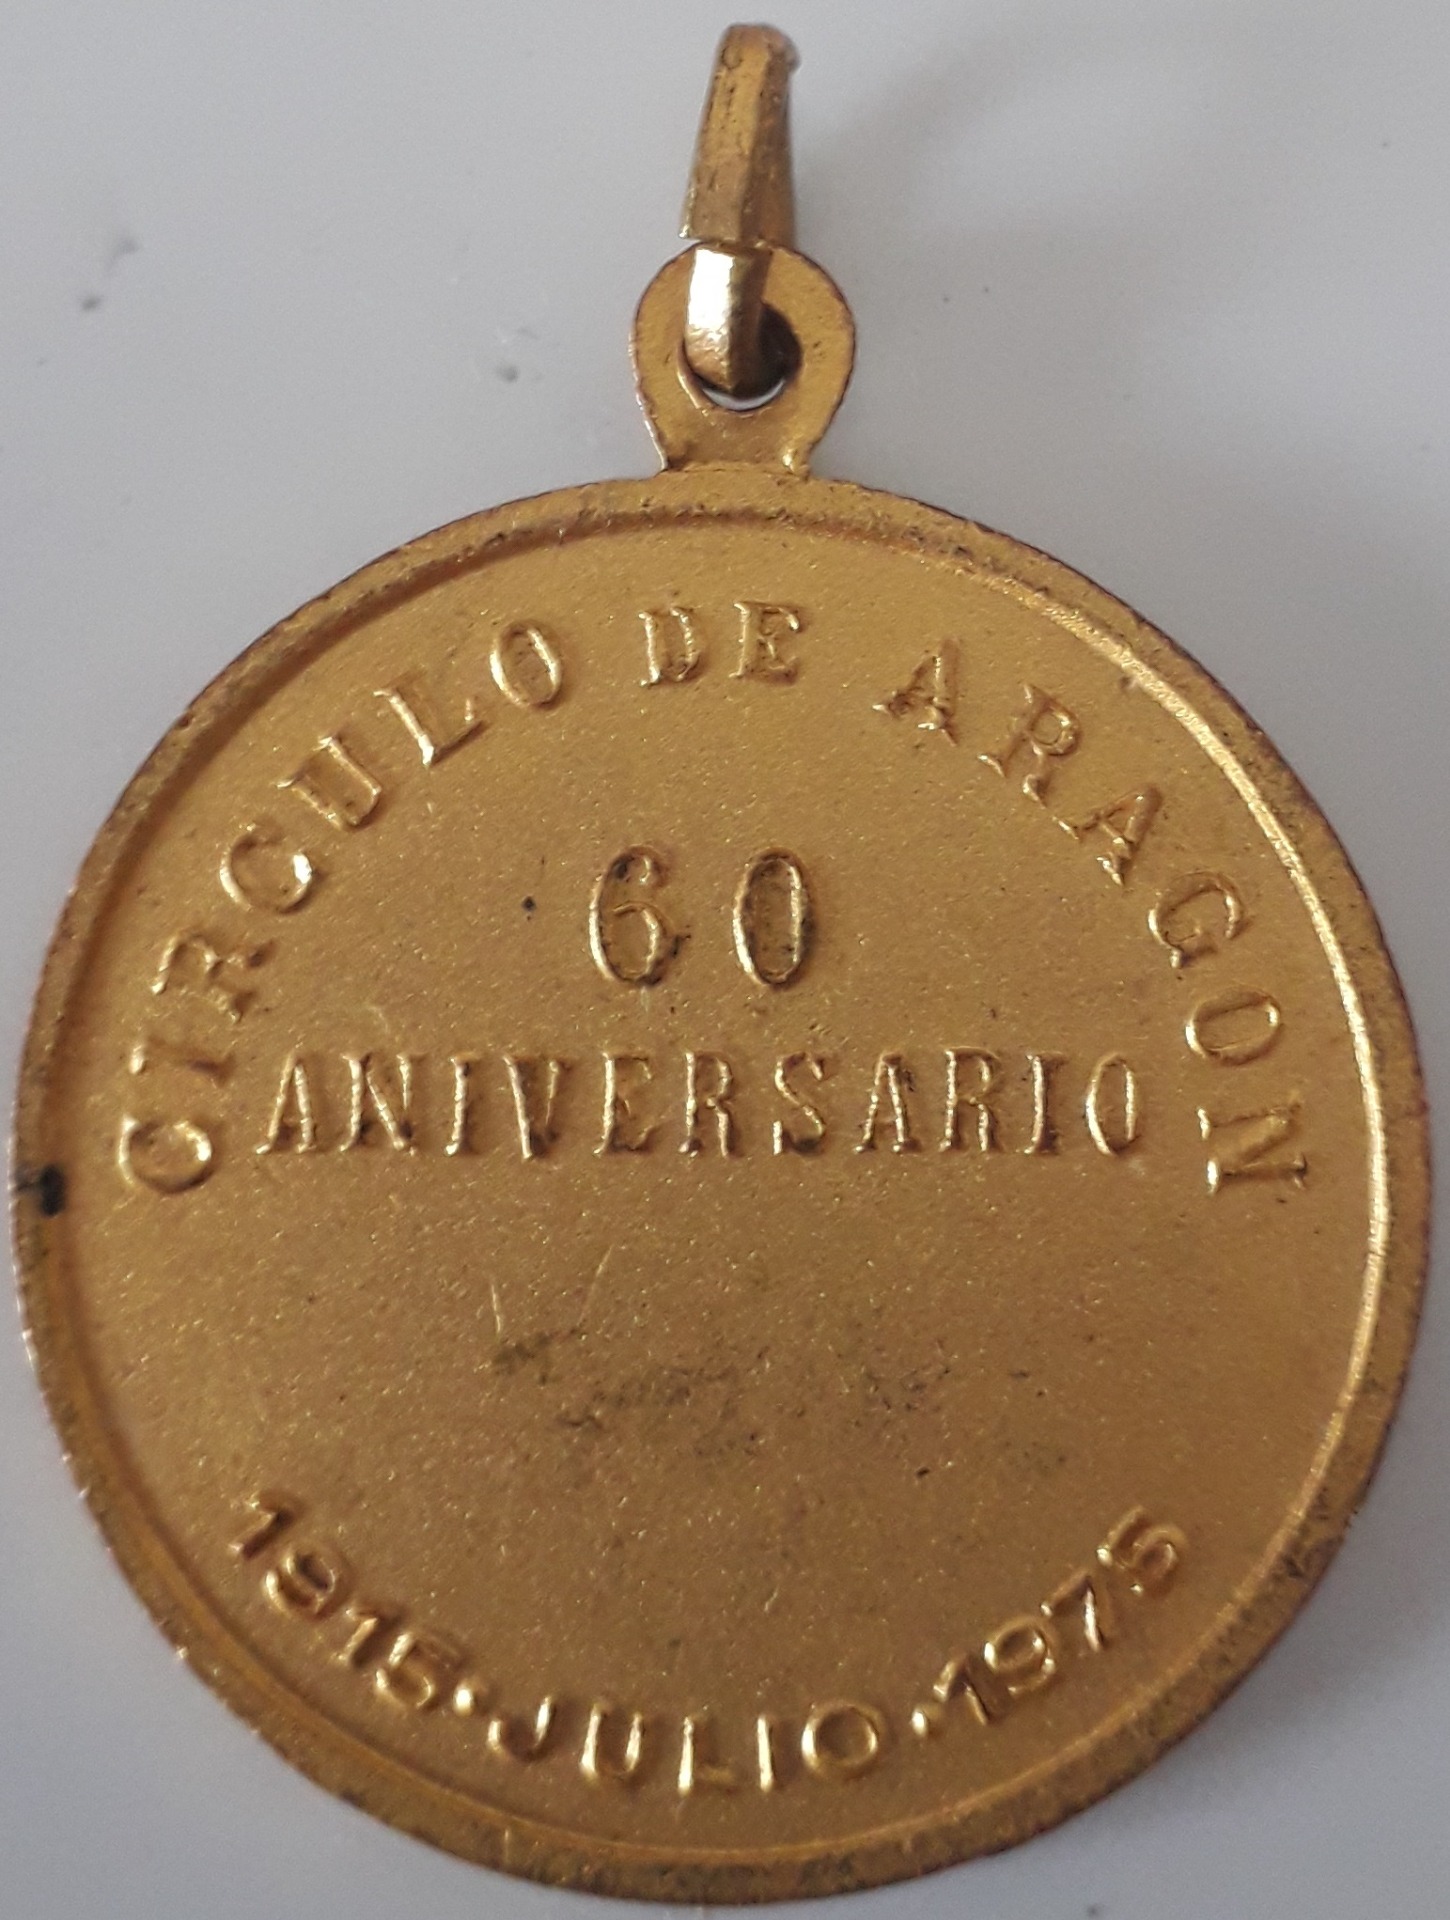 CIRCULO DE ARAGON
60
ANIVERSARIO
1915·JULIO·1975